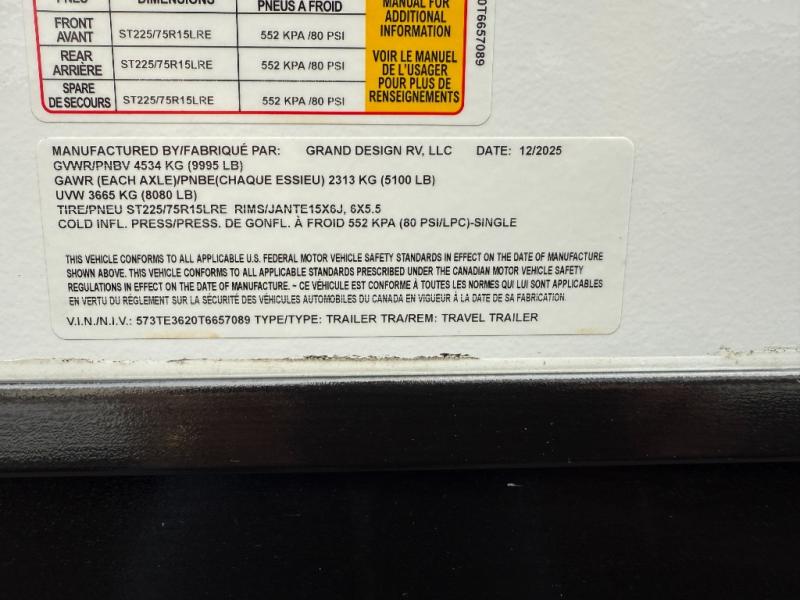 DIMENSIONS
PNEUS À FROID
MANUAL FOR
ADDITIONAL
INFORMATION
FRONT
AVANT
ST225/75R15LRE
552 KPA /80 PSI
REAR
ARRIÈRE
ST225/75R15LRE
552 KPA /80 PSI
VOIR LE MANUEL
DE L'USAGER
POUR PLUS DE
RENSEIGNEMENTS
SPARE
DE SECOURS
ST225/75R15LRE
552 KPA /80 PSI
0T6657089
MANUFACTURED BY/FABRIQUÉ PAR: GRAND DESIGN RV, LLC DATE: 12/2025
GVWR/PNBV 4534 KG (9995 LB)
GAWR (EACH AXLE)/PNBE(CHAQUE ESSIEU) 2313 KG (5100 LB)
UVW 3665 KG (8080 LB)
TIRE/PNEU ST225/75R15LRE RIMS/JANTE15X6J, 6X5.5
COLD INFL. PRESS/PRESS. DE GONFL. À FROID 552 KPA (80 PSI/LPC)-SINGLE
THIS VEHICLE CONFORMS TO ALL APPLICABLE U.S. FEDERAL MOTOR VEHICLE SAFETY STANDARDS IN EFFECT ON THE DATE OF MANUFACTURE
SHOWN ABOVE. THIS VEHICLE CONFORMS TO ALL APPLICABLE STANDARDS PRESCRIBED UNDER THE CANADIAN MOTOR VEHICLE SAFETY
REGULATIONS IN EFFECT ON THE DATE OF MANUFACTURE. ~ CE VÉHICULE EST CONFORME À TOUTES LES NORMES QUI LUI SONT APPLICABLES
EN VERTU DU RÈGLEMENT SUR LA SÉCURITÉ DES VÉHICULES AUTOMOBILES DU CANADA EN VIGUEUR À LA DATE DE SA FABRICATION.
V.I.N./N.I.V.: 573TE3620T6657089 TYPE/TYPE: TRAILER TRA/REM: TRAVEL TRAILER